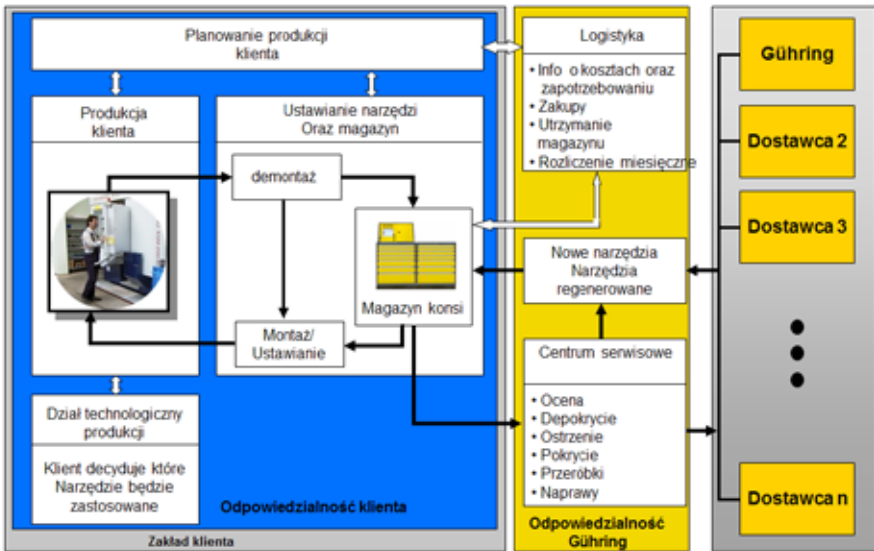 Planowanie produkcji
klienta
Produkcja
klienta
Ustawianie narzędzi
Oraz magazyn
demontaż
Magazyn konsi
Montaż/
Ustawianie
Dział technologiczny
produkcji
Klient decyduje które
Narzędzie będzie
zastosowane
Odpowiedzialność klienta
Zakład klienta
Logistyka
• Info o kosztach oraz
zapotrzebowaniu
• Zakupy
• Utrzymanie
magazynu
• Rozliczenie miesięczne
Nowe narzędzia
Narzędzia
regenerowane
Centrum serwisowe
• Ocena
• Depokrycie
• Ostrzenie
• Pokrycie
• Przeróbki
• Naprawy
Odpowiedzialność
Gühring
Gühring
Dostawca 2
Dostawca 3
Dostawca n